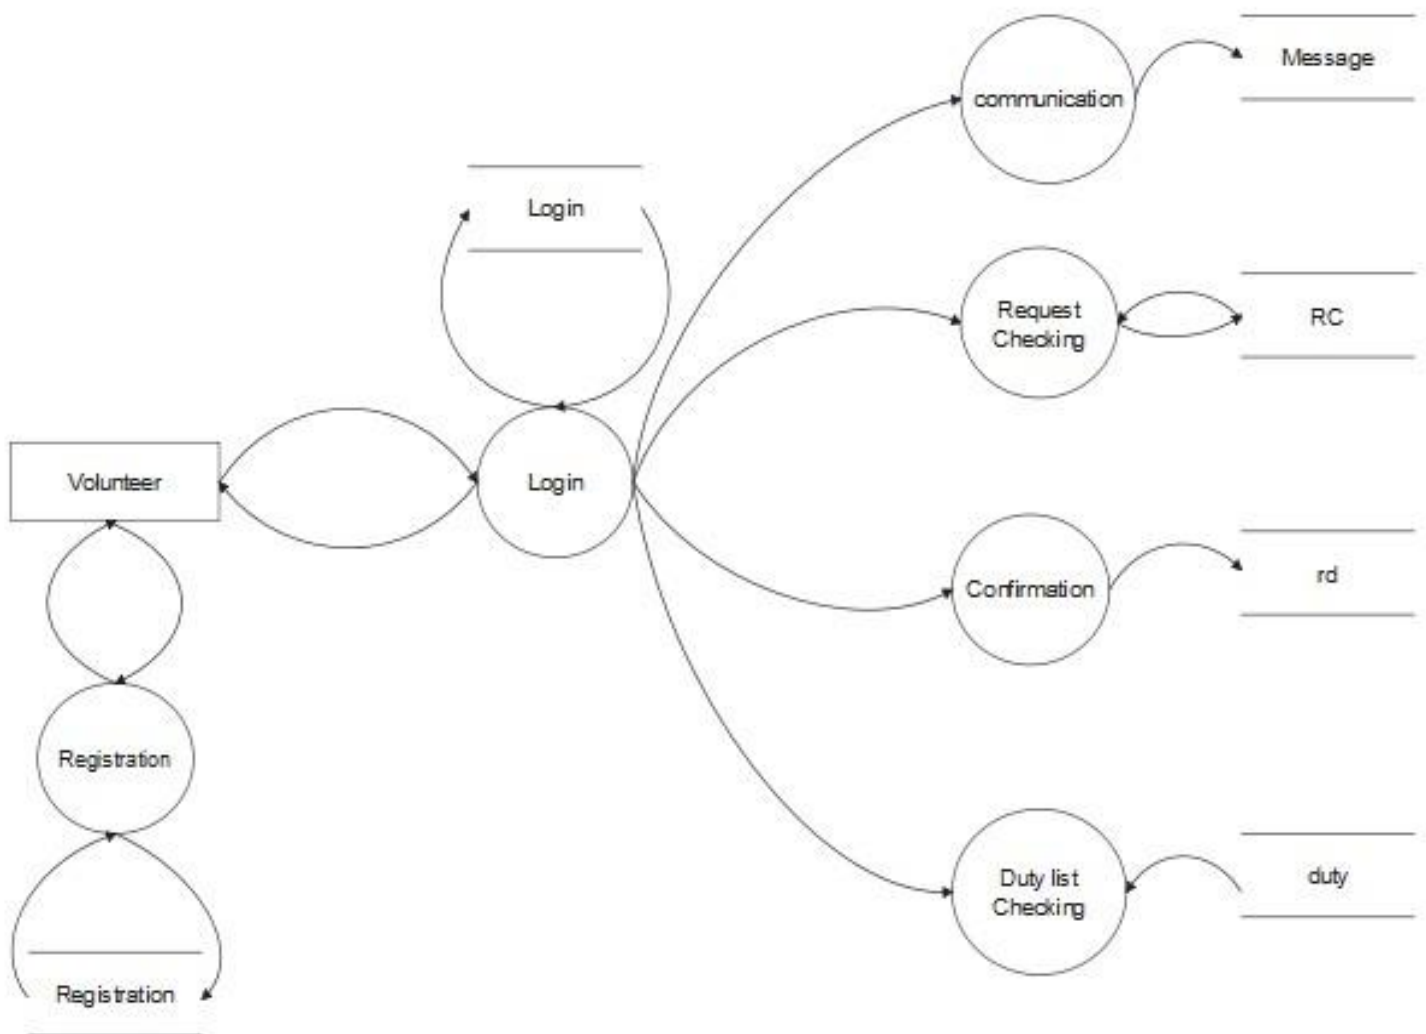 communication
Message
Login
Request
Checking
RC
Volunteer
Login
Confirmation
rd
Registration
Duty list
Checking
duty
Registration